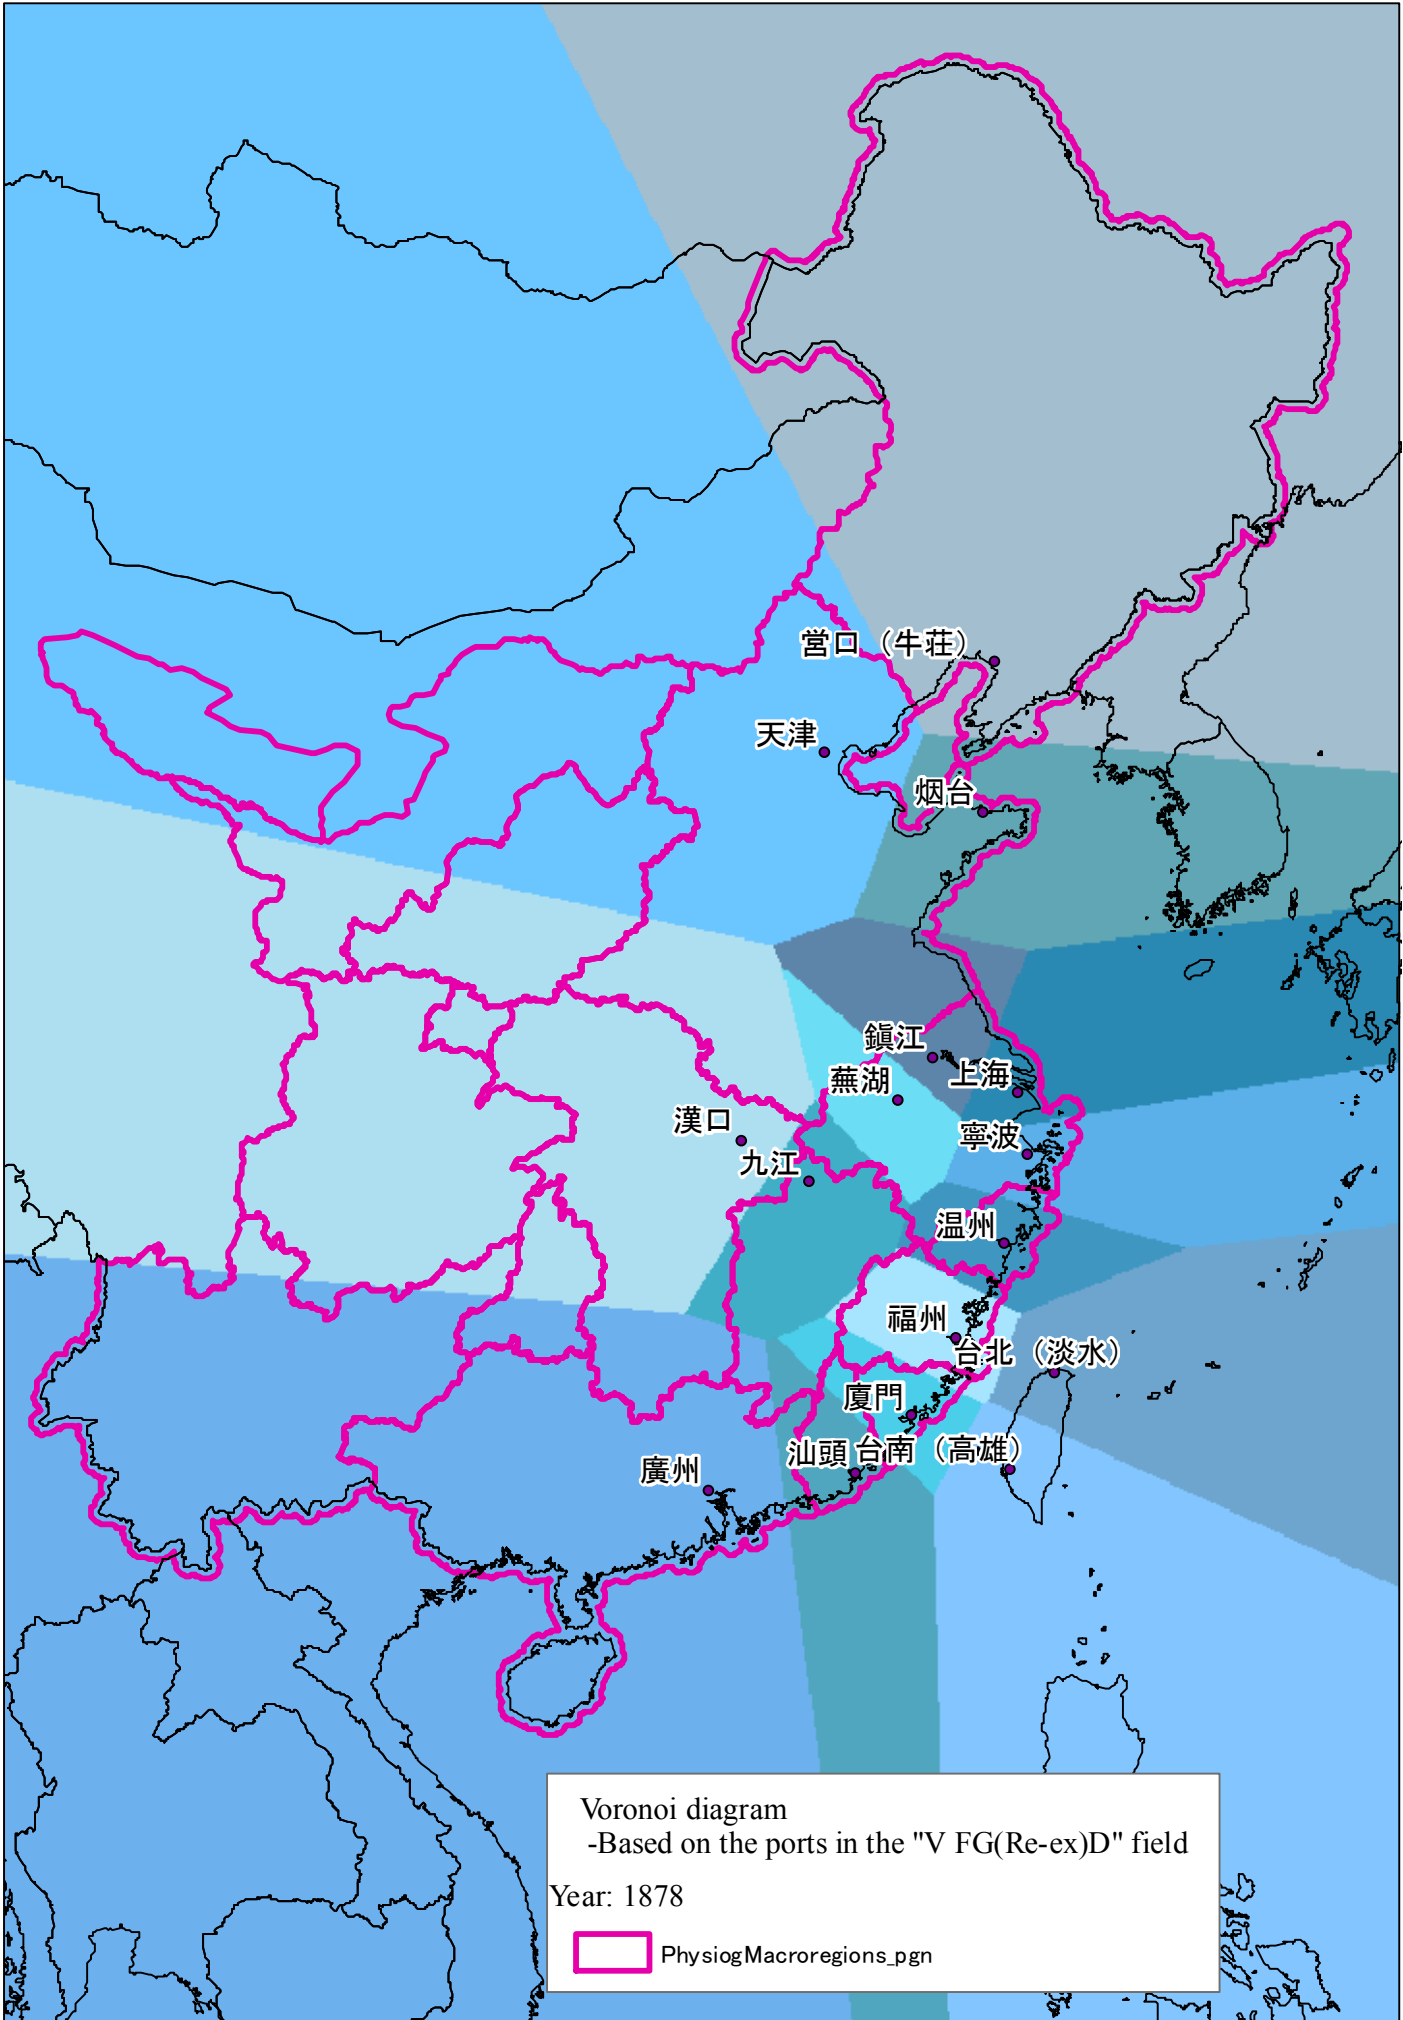 営口（牛荘）
天津
烟台
鎭江
上海
蕪湖
漢口
寧波
九江
温州
福州
台北（淡水）
廈門
汕頭
台南（高雄）
廣州
Voronoi diagram
-Based on the ports in the "V FG(Re-ex)D" field
Year: 1878
PhysiogMacroregions_pgn